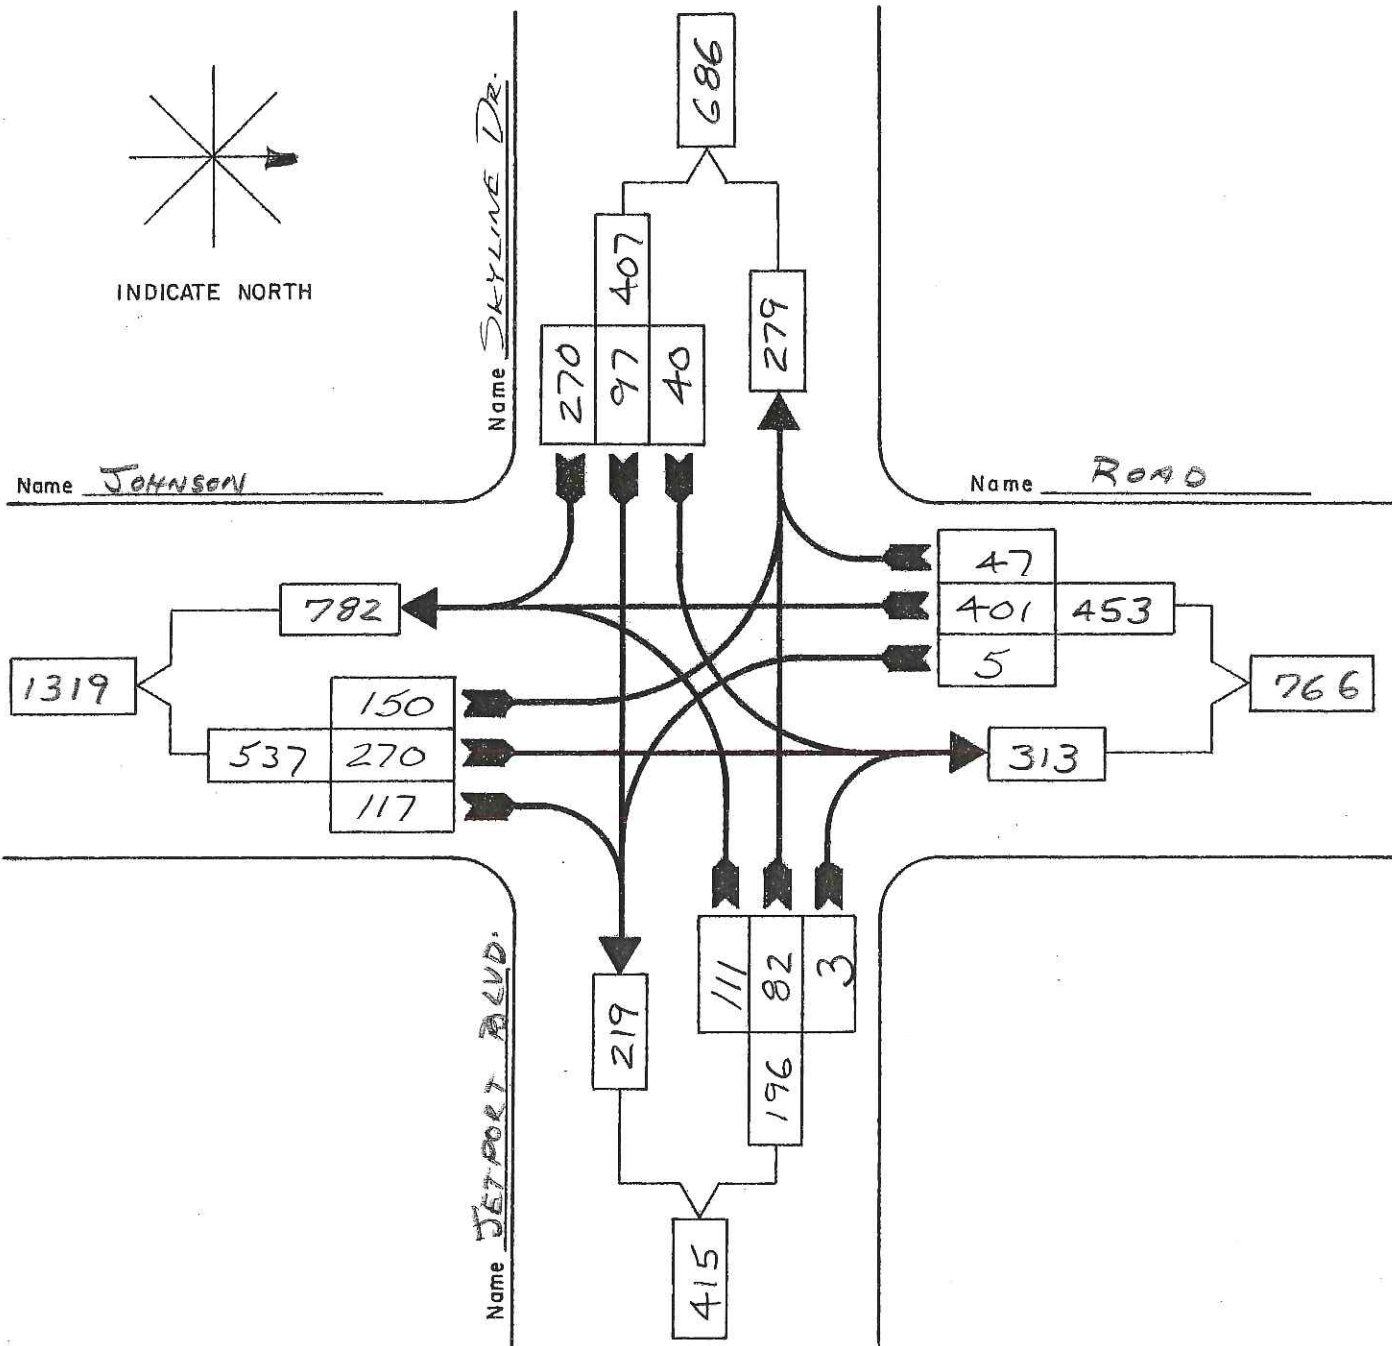 686
Name SKYLINE DR.
INDICATE NORTH
407
279
270 97 40
Name JOHNSON
Name ROAD
47
782
401 453
5
1319
766
150
537 270
313
117
111 82 3
219
196
Name JETPORT BLVD.
415